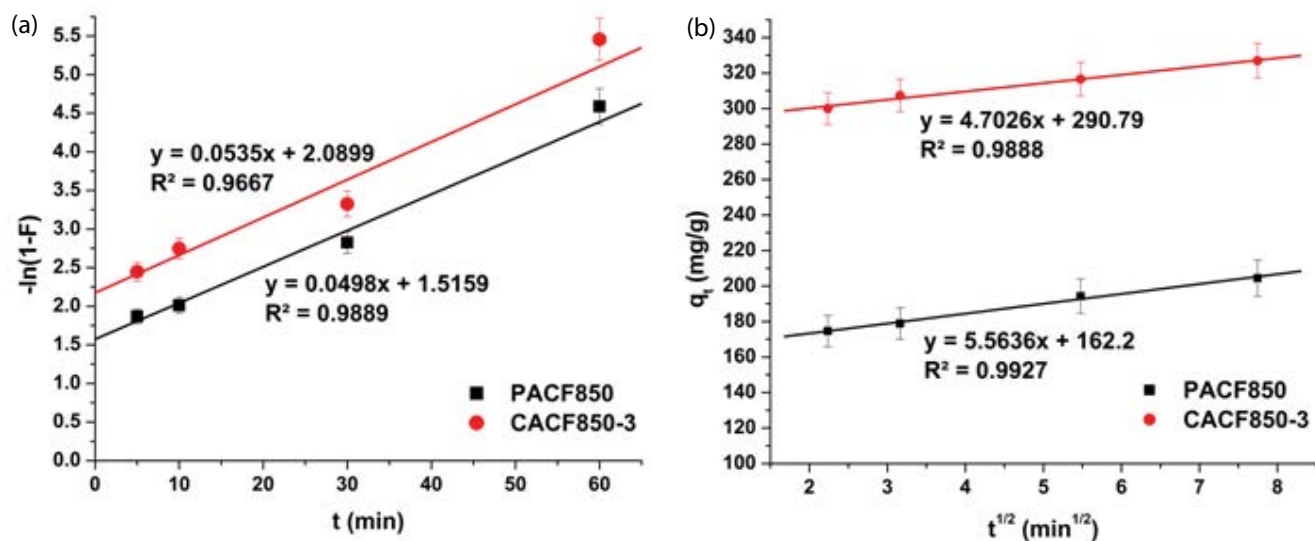 (a)
5.5
5.0
4.5
4.0
3.5
3.0
2.5
2.0
1.5
1.0
0.5
0.0
-ln(1-F)
y = 0.0535x + 2.0899
R² = 0.9667
y = 0.0498x + 1.5159
R² = 0.9889
PACF850
CACF850-3
0 10 20 30 40 50 60
t (min)
(b)
340
320
300
280
260
240
220
200
180
160
140
120
100
qt (mg/g)
y = 4.7026x + 290.79
R² = 0.9888
y = 5.5636x + 162.2
R² = 0.9927
PACF850
CACF850-3
2 3 4 5 6 7 8
t^1/2 (min^1/2)